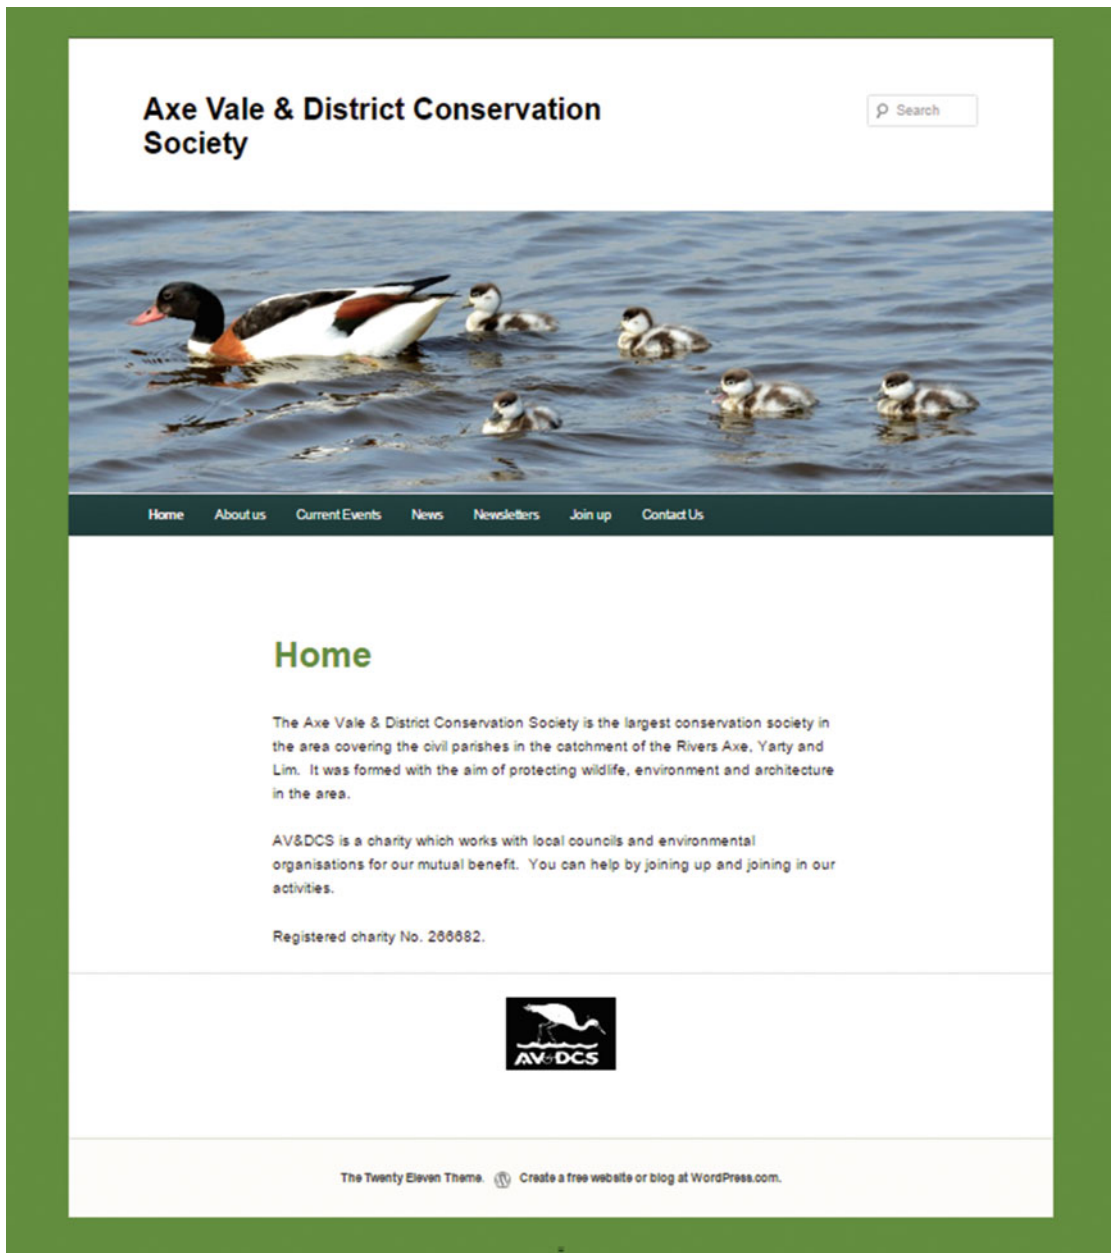 Axe Vale & District Conservation
Society
Search
Home About us Current Events News Newsletters Join up Contact Us
Home
The Axe Vale & District Conservation Society is the largest conservation society in
the area covering the civil parishes in the catchment of the Rivers Axe, Yarty and
Lim. It was formed with the aim of protecting wildlife, environment and architecture
in the area.
AV&DCS is a charity which works with local councils and environmental
organisations for our mutual benefit. You can help by joining up and joining in our
activities.
Registered charity No. 266682.
AV&DCS
The Twenty Eleven Theme. Create a free website or blog at WordPress.com.